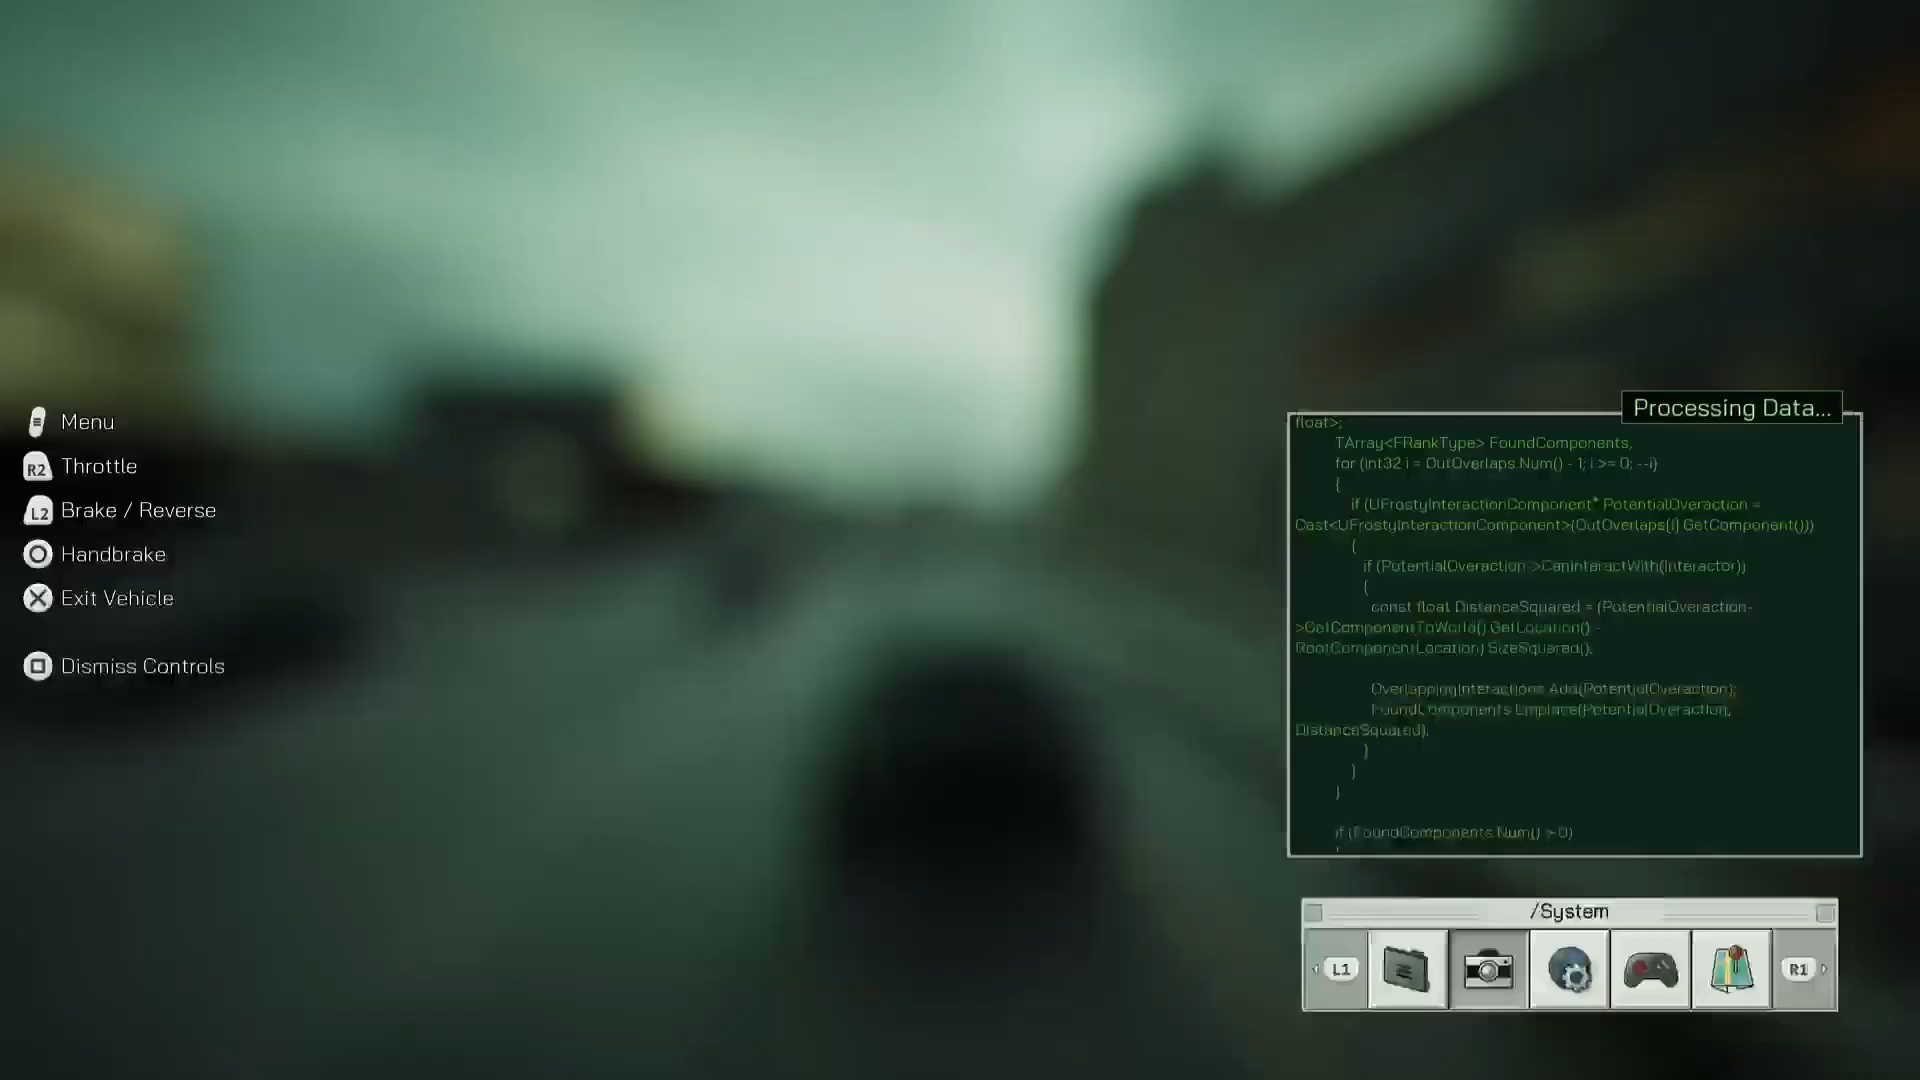 Menu
R2 Throttle
L2 Brake / Reverse
Handbrake
Exit Vehicle
Dismiss Controls
Processing Data...
float>;
TArray<FRankType> FoundComponents;
for (int32 i = OutOverlaps.Num() - 1; i >= 0; --i)
{
if (UFrostyInteractionComponent* PotentialOveraction =
Cast<UFrostyInteractionComponent>(OutOverlaps[i].GetComponent()))
{
if (PotentialOveraction->CanInteractWith(Interactor))
{
const float DistanceSquared = (PotentialOveraction-
>GetComponentToWorld().GetLocation() -
RootComponentLocation).SizeSquared();
OverlappingInteractions.Add(PotentialOveraction);
FoundComponents.Emplace(PotentialOveraction,
DistanceSquared);
}
}
}
if (FoundComponents.Num() > 0)
/System
L1
R1